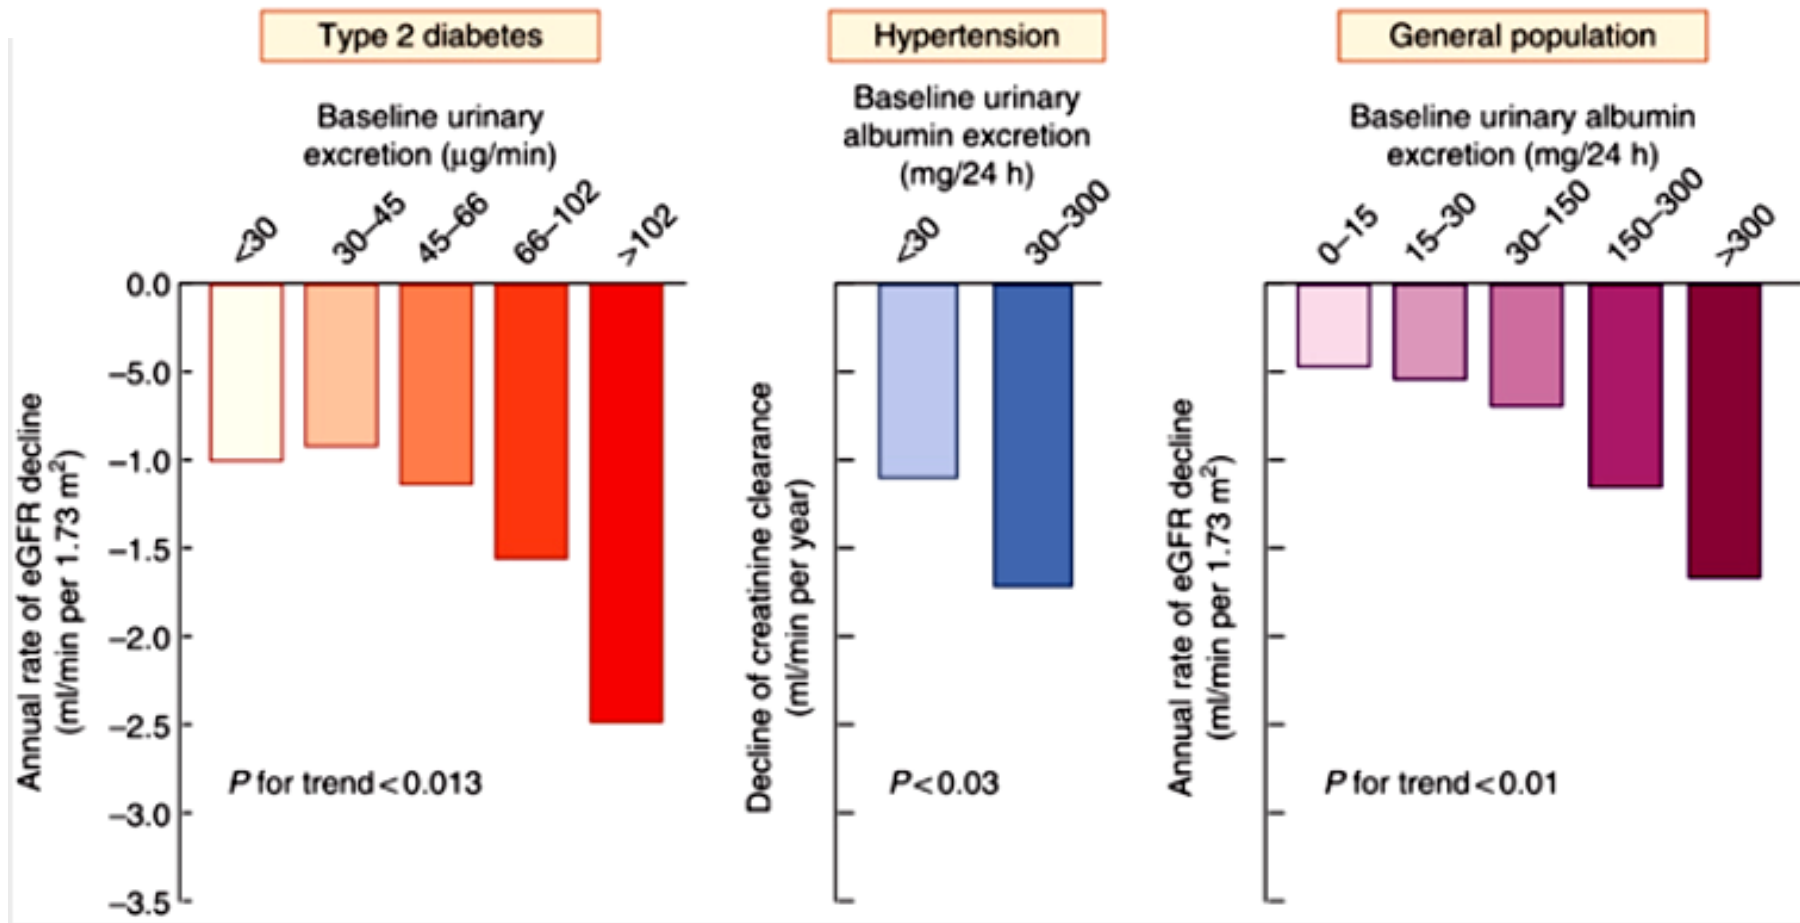 Type 2 diabetes
Baseline urinary
excretion (μg/min)
<30
30–45
45–66
66–102
>102
0.0
–5.0
–1.0
–1.5
–2.0
–2.5
–3.0
–3.5
Annual rate of eGFR decline
(ml/min per 1.73 m²)
P for trend<0.013
Hypertension
Baseline urinary
albumin excretion
(mg/24 h)
<30
30–300
Decline of creatinine clearance
(ml/min per year)
P<0.03
General population
Baseline urinary albumin
excretion (mg/24 h)
0–15
15–30
30–150
150–300
>300
Annual rate of eGFR decline
(ml/min per 1.73 m²)
P for trend<0.01